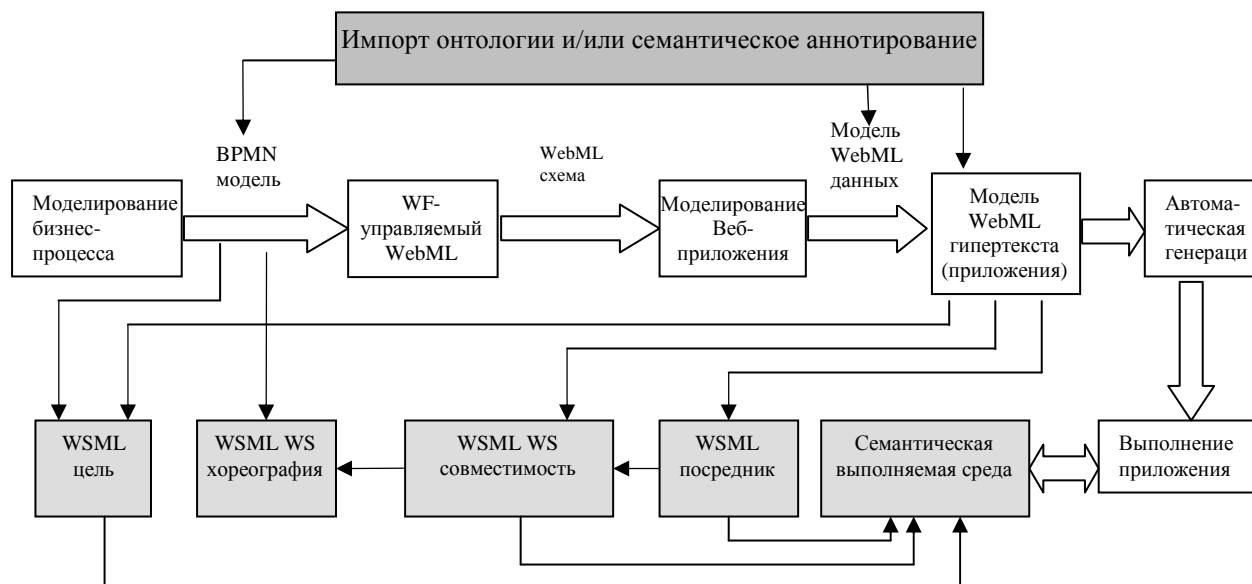 Импорт онтологии и/или семантическое аннотирование
BPMN
модель
WebML
схема
Модель
WebML
данных
Моделирование
бизнес-
процесса
WF-
управляемый
WebML
Моделирование
Веб-
приложения
Модель
WebML
гипертекста
(приложения)
Автома-
тическая
генераци
WSML
цель
WSML WS
хореография
WSML WS
совместимость
WSML
посредник
Семантическая
выполняемая среда
Выполнение
приложения